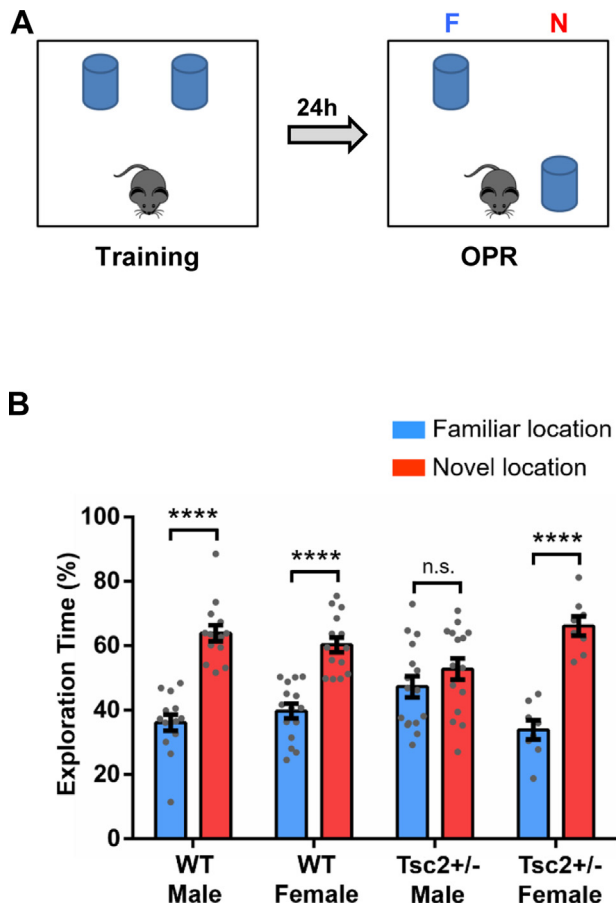 A
F N
24h
Training
OPR
B
Familiar location
Novel location
Exploration Time (%)
100
80
60
40
20
0
****
****
n.s.
****
WT Male
WT Female
Tsc2+/- Male
Tsc2+/- Female